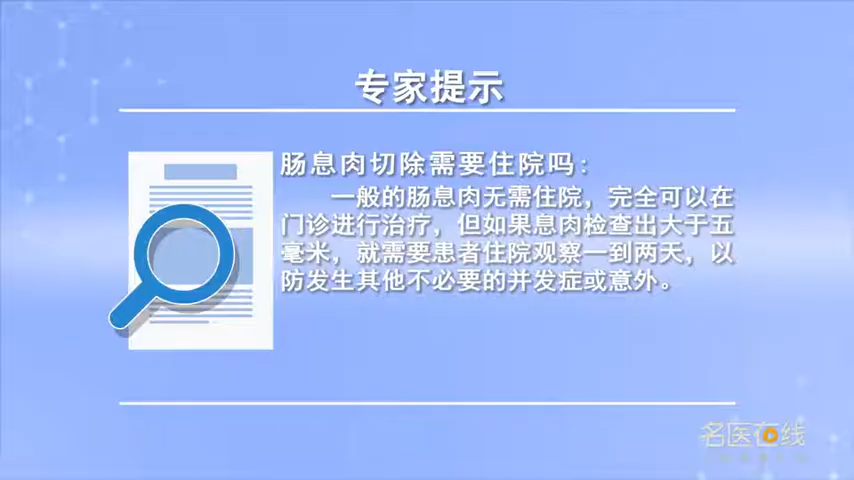 专家提示
肠息肉切除需要住院吗：
一般的肠息肉无需住院，完全可以在
门诊进行治疗，但如果息肉检查出大于五
毫米，就需要患者住院观察一到两天，以
防发生其他不必要的并发症或意外。
名医在线